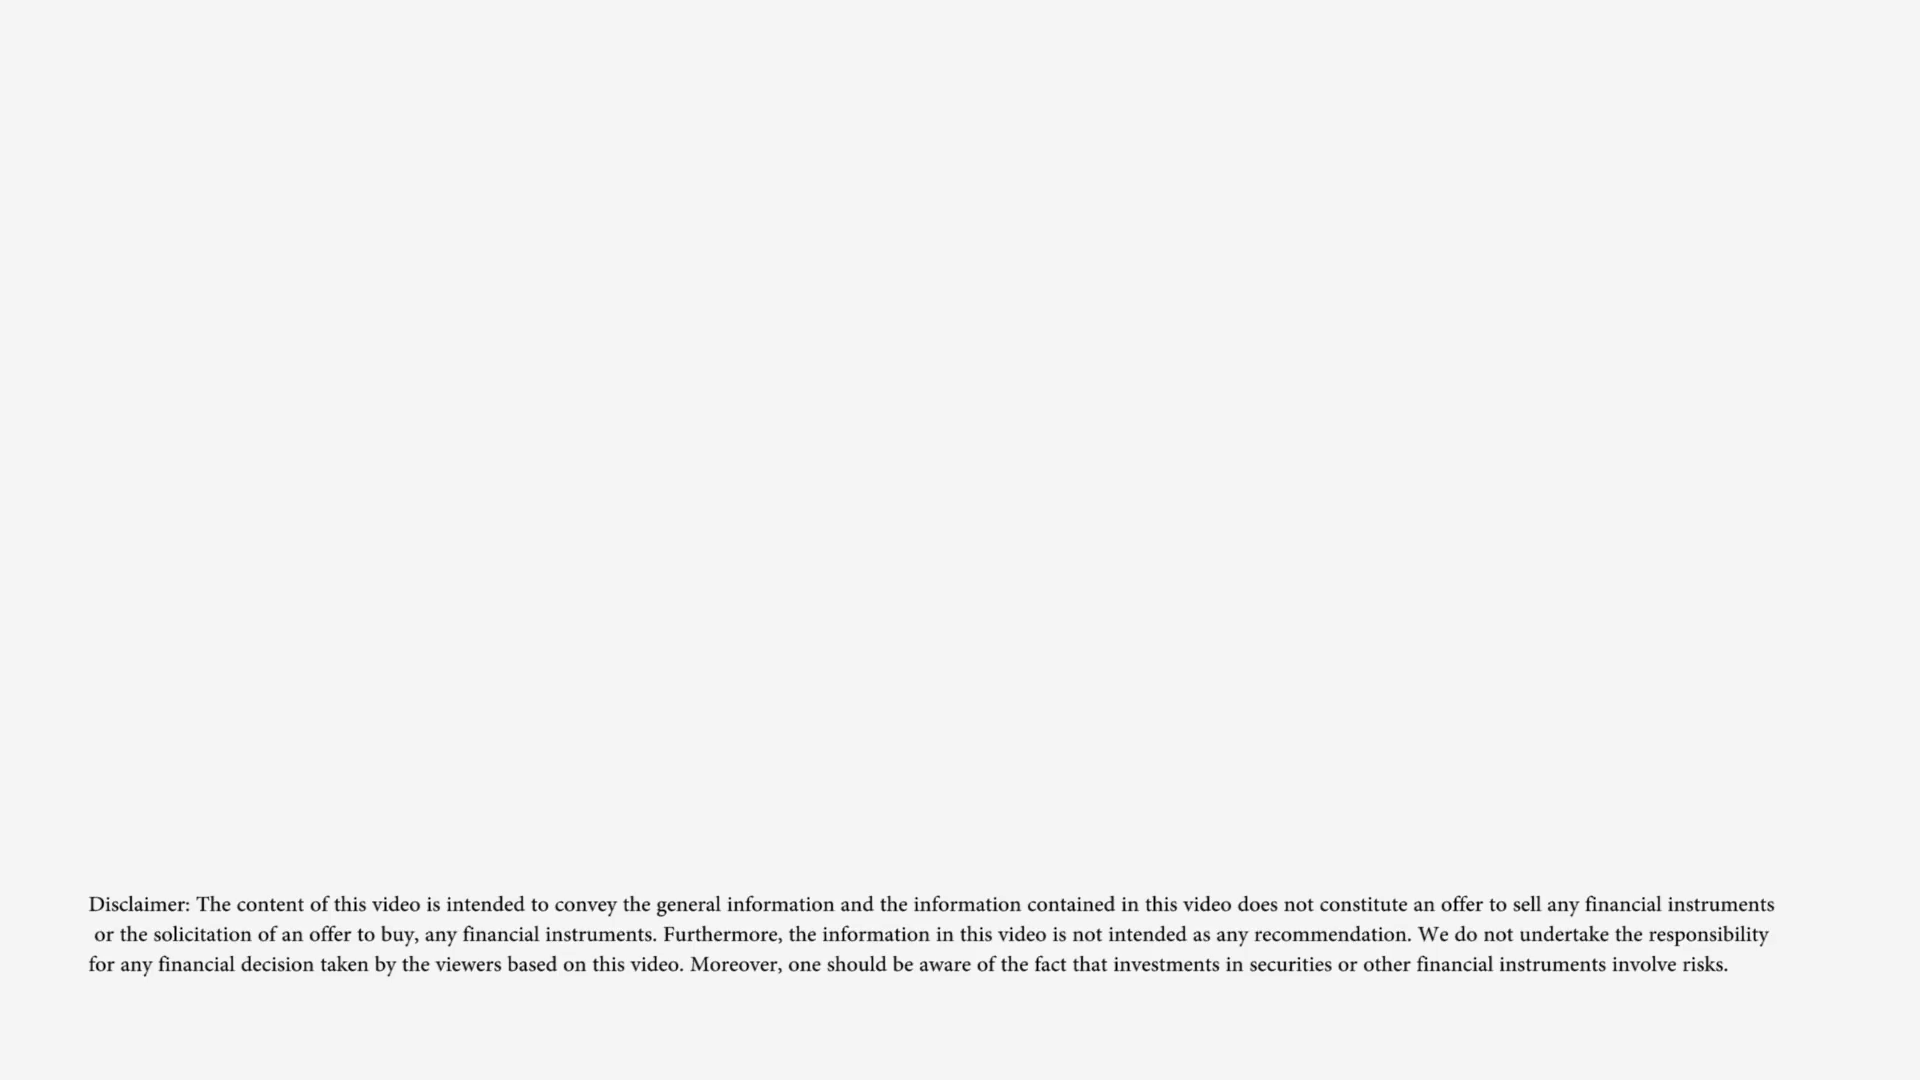 Disclaimer: The content of this video is intended to convey the general information and the information contained in this video does not constitute an offer to sell any financial instruments
or the solicitation of an offer to buy, any financial instruments. Furthermore, the information in this video is not intended as any recommendation. We do not undertake the responsibility
for any financial decision taken by the viewers based on this video. Moreover, one should be aware of the fact that investments in securities or other financial instruments involve risks.